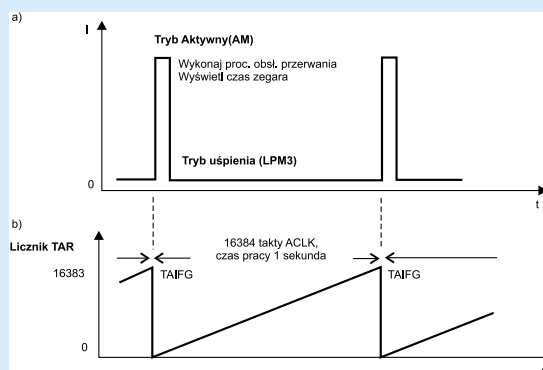 a)
I
Tryb Aktywny(AM)
Wykonaj proc. obsł. przerwania
Wyświetl czas zegara
Tryb uśpienia (LPM3)
0
t
b)
Licznik TAR
16384 takty ACLK,
czas pracy 1 sekunda
16383
TAIFG
TAIFG
0